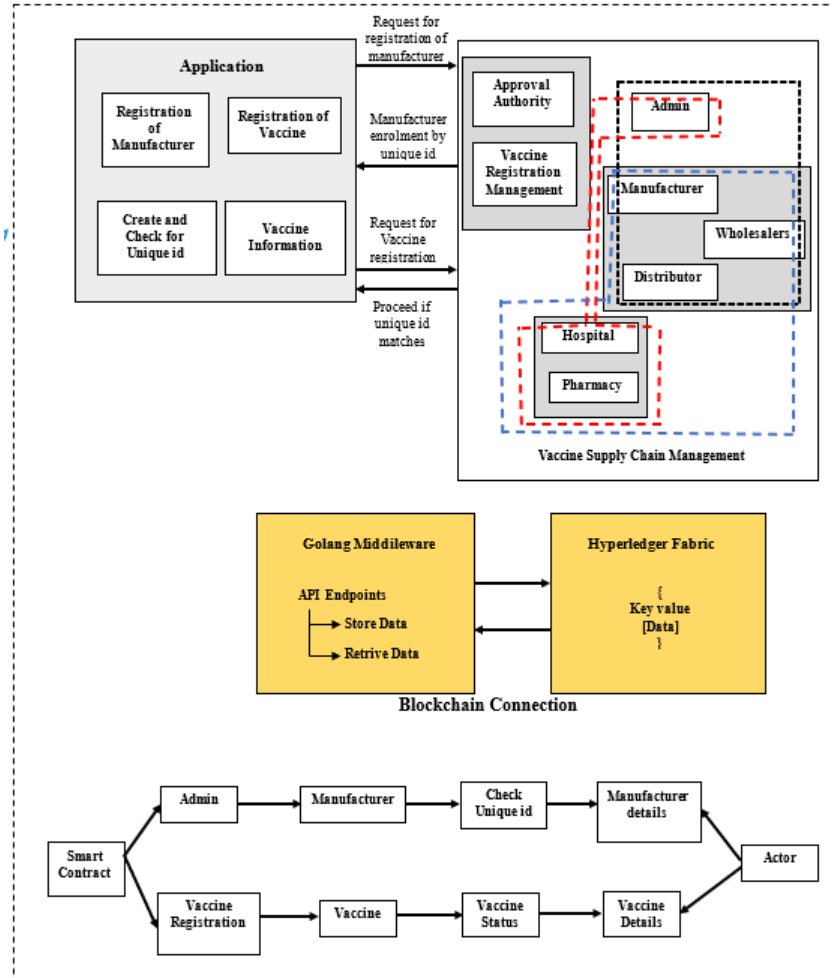 Request for
registration of
manufacturer
Application
Registration
of
Manufacturer
Registration of
Vaccine
Create and
Check for
Unique id
Vaccine
Information
Manufacturer
enrolment by
unique id
Request for
Vaccine
registration
Proceed if
unique id
matches
Approval
Authority
Vaccine
Registration
Management
Admin
Manufacturer
Wholesalers
Distributor
Hospital
Pharmacy
Vaccine Supply Chain Management
Golang Middileware
API Endpoints
Store Data
Retrive Data
Hyperledger Fabric
{
Key value
[Data]
}
Blockchain Connection
Smart
Contract
Admin
Manufacturer
Check
Unique id
Manufacturer
details
Actor
Vaccine
Registration
Vaccine
Vaccine
Status
Vaccine
Details